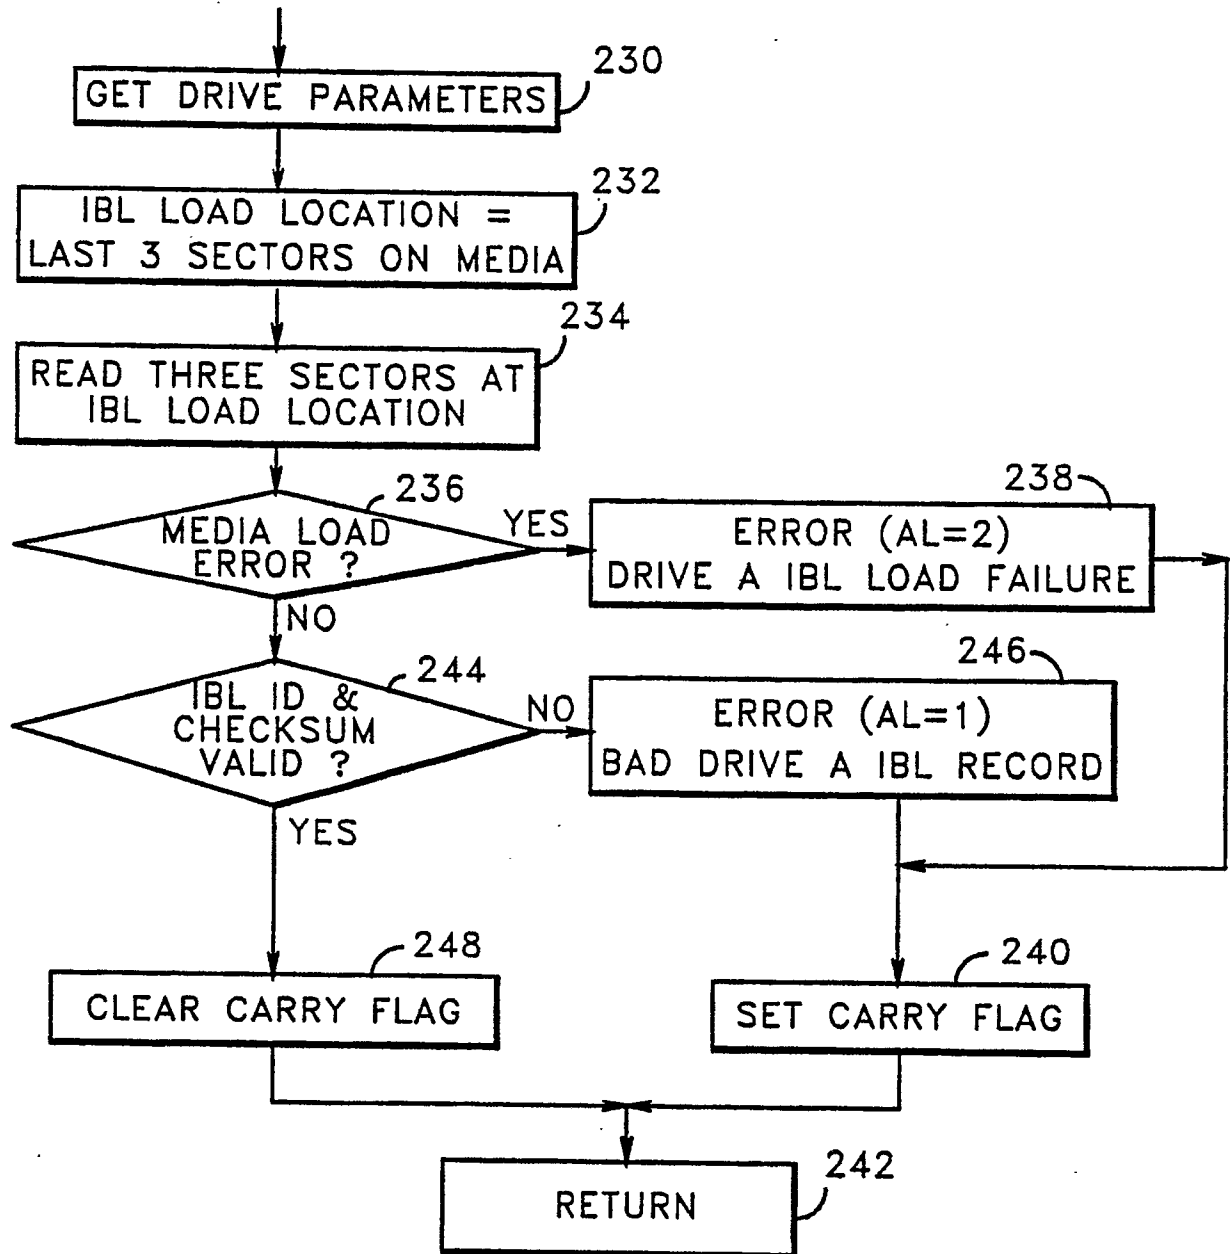 230
GET DRIVE PARAMETERS
232
IBL LOAD LOCATION =
LAST 3 SECTORS ON MEDIA
234
READ THREE SECTORS AT
IBL LOAD LOCATION
236
MEDIA LOAD
ERROR ?
YES
238
ERROR (AL=2)
DRIVE A IBL LOAD FAILURE
NO
244
IBL ID &
CHECKSUM
VALID ?
NO
246
ERROR (AL=1)
BAD DRIVE A IBL RECORD
YES
248
CLEAR CARRY FLAG
240
SET CARRY FLAG
242
RETURN